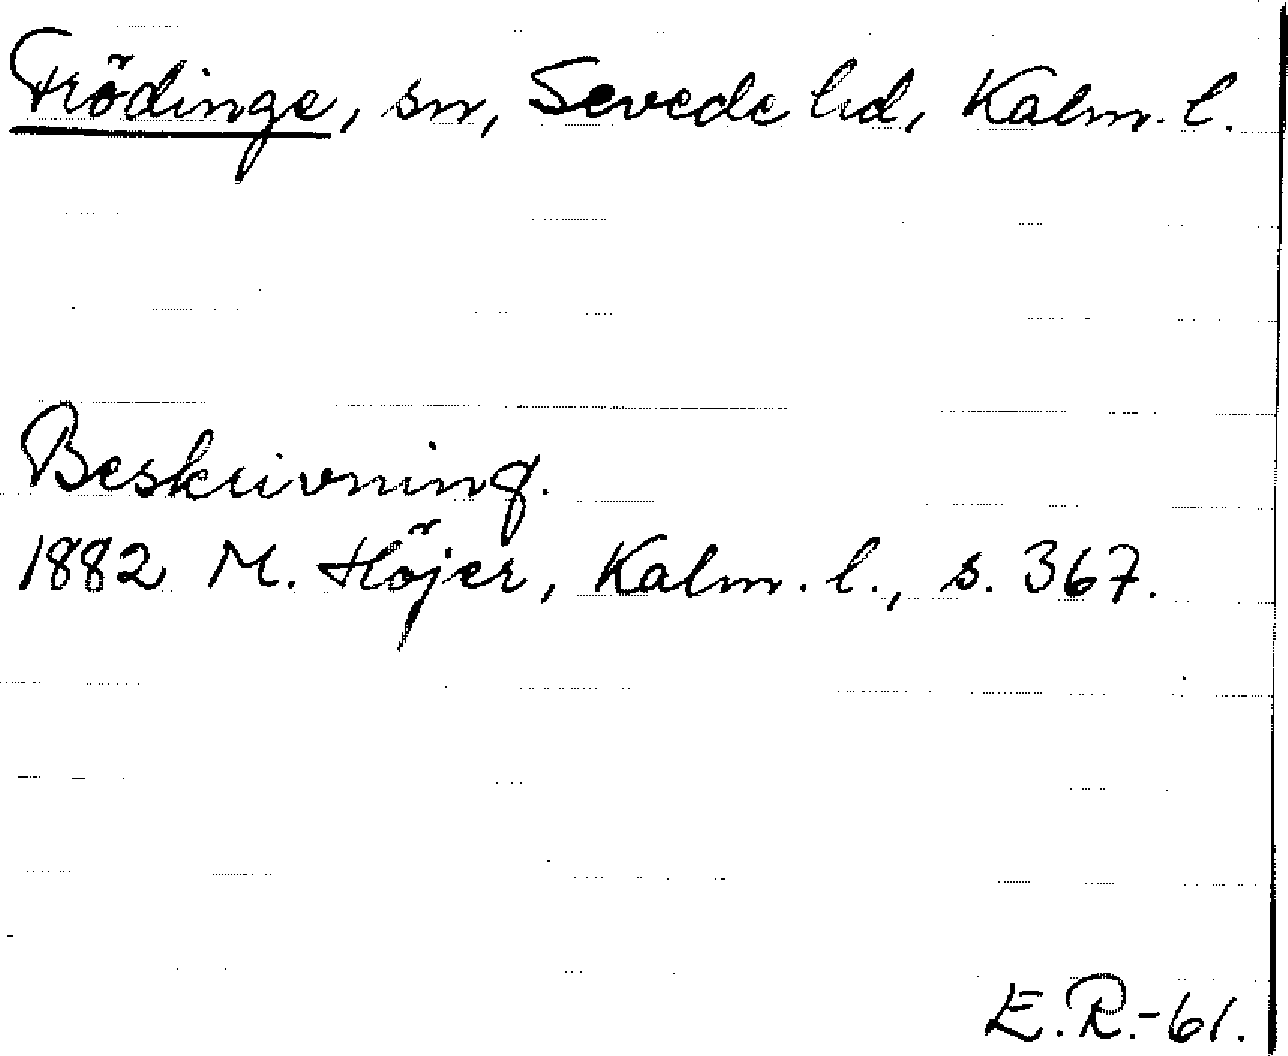 Frödinge, sn, Sevede hd, Kalm. l.
Beskrivning.
1882 M. Höjer, Kalm. l., s. 367.
E.R.-61.